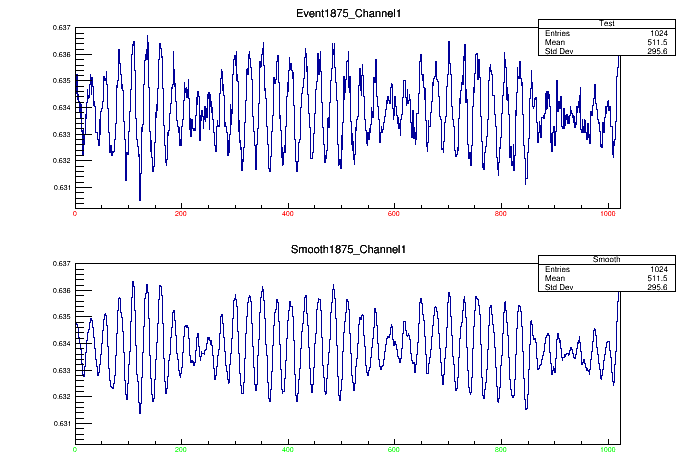 Event1875_Channel1
Test
Entries 1024
Mean 511.5
Std Dev 295.6
0.637
0.636
0.635
0.634
0.633
0.632
0.631
0 200 400 600 800 1000
Smooth1875_Channel1
Smooth
Entries 1024
Mean 511.5
Std Dev 295.6
0.637
0.636
0.635
0.634
0.633
0.632
0.631
0 200 400 600 800 1000